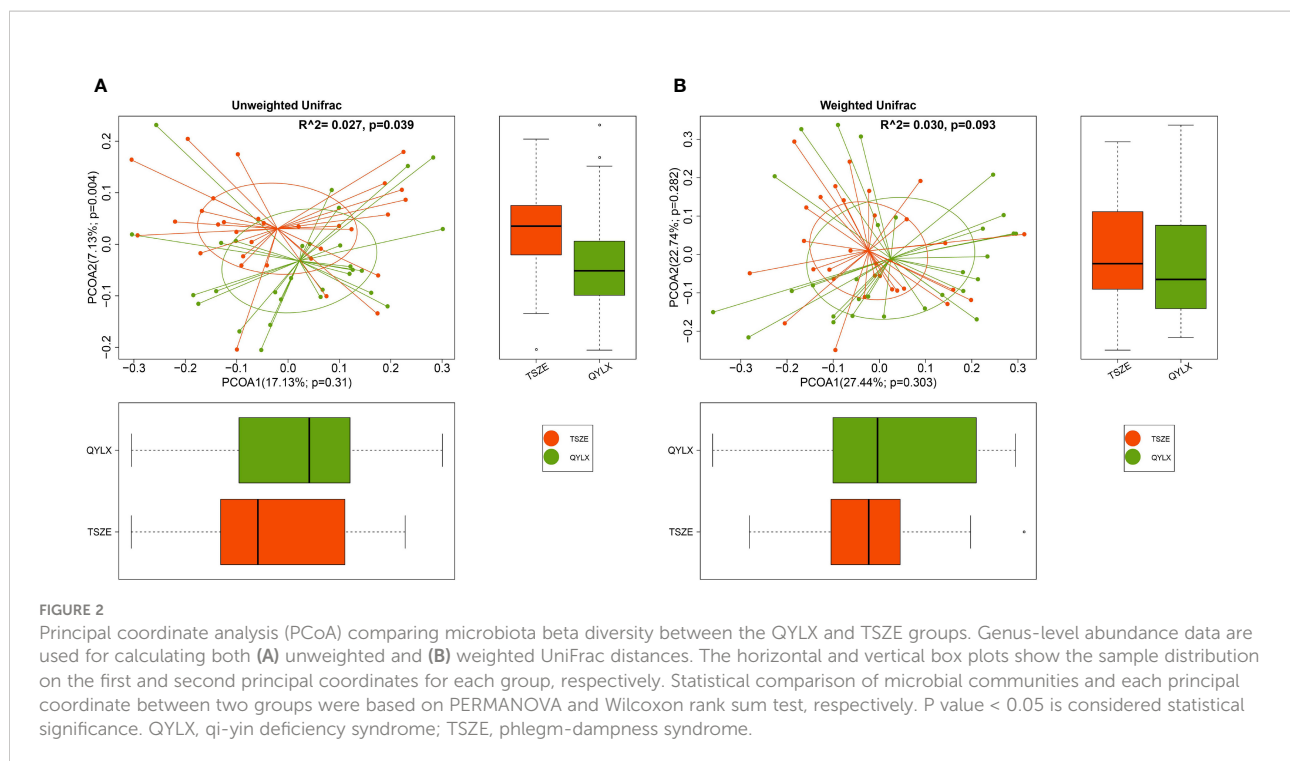 A
Unweighted Unifrac
R^2= 0.027, p=0.039
PCOA2(7.13%; p=0.004)
0.2
0.1
0.0
−0.1
−0.2
−0.3 −0.2 −0.1 0.0 0.1 0.2 0.3
PCOA1(17.13%; p=0.31)
TSZE QYLX
QYLX
TSZE
TSZE
QYLX
B
Weighted Unifrac
R^2= 0.030, p=0.093
PCOA2(22.74%; p=0.282)
0.3
0.2
0.1
0.0
−0.1
−0.2
−0.3 −0.2 −0.1 0.0 0.1 0.2 0.3
PCOA1(27.44%; p=0.303)
TSZE QYLX
QYLX
TSZE
TSZE
QYLX
FIGURE 2
Principal coordinate analysis (PCoA) comparing microbiota beta diversity between the QYLX and TSZE groups. Genus-level abundance data are
used for calculating both (A) unweighted and (B) weighted UniFrac distances. The horizontal and vertical box plots show the sample distribution
on the first and second principal coordinates for each group, respectively. Statistical comparison of microbial communities and each principal
coordinate between two groups were based on PERMANOVA and Wilcoxon rank sum test, respectively. P value < 0.05 is considered statistical
significance. QYLX, qi-yin deficiency syndrome; TSZE, phlegm-dampness syndrome.